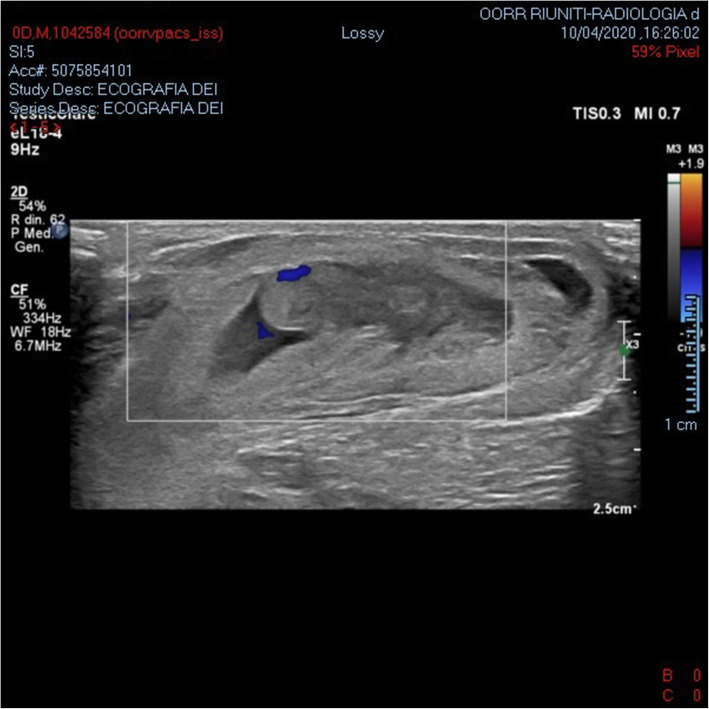 OORR RIUNITI-RADIOLOGIA d
0D,M,1042584 (oorrvpacs_iss)
Lossy
10/04/2020 ,16:26:02
SI:5
59% Pixel
Acc#: 5075854101
Study Desc: ECOGRAFIA DEI
Series Desc: ECOGRAFIA DEI
TIS0.3 MI 0.7
eL18-4
9Hz
M3 M3
+1.9
2D
54%
R din. 62
P Med.
Gen.
P
CF
51%
334Hz
WF 18Hz
6.7MHz
X3
1 cm
2.5cm
B 0
C 0